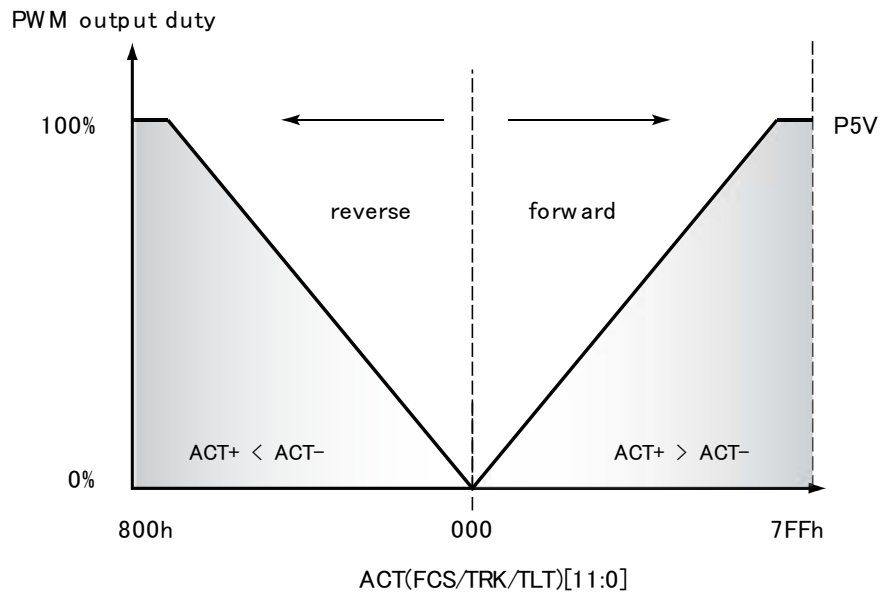 PWM output duty
100%
P5V
reverse
forward
ACT+ < ACT-
ACT+ > ACT-
0%
800h
000
7FFh
ACT(FCS/TRK/TLT)[11:0]